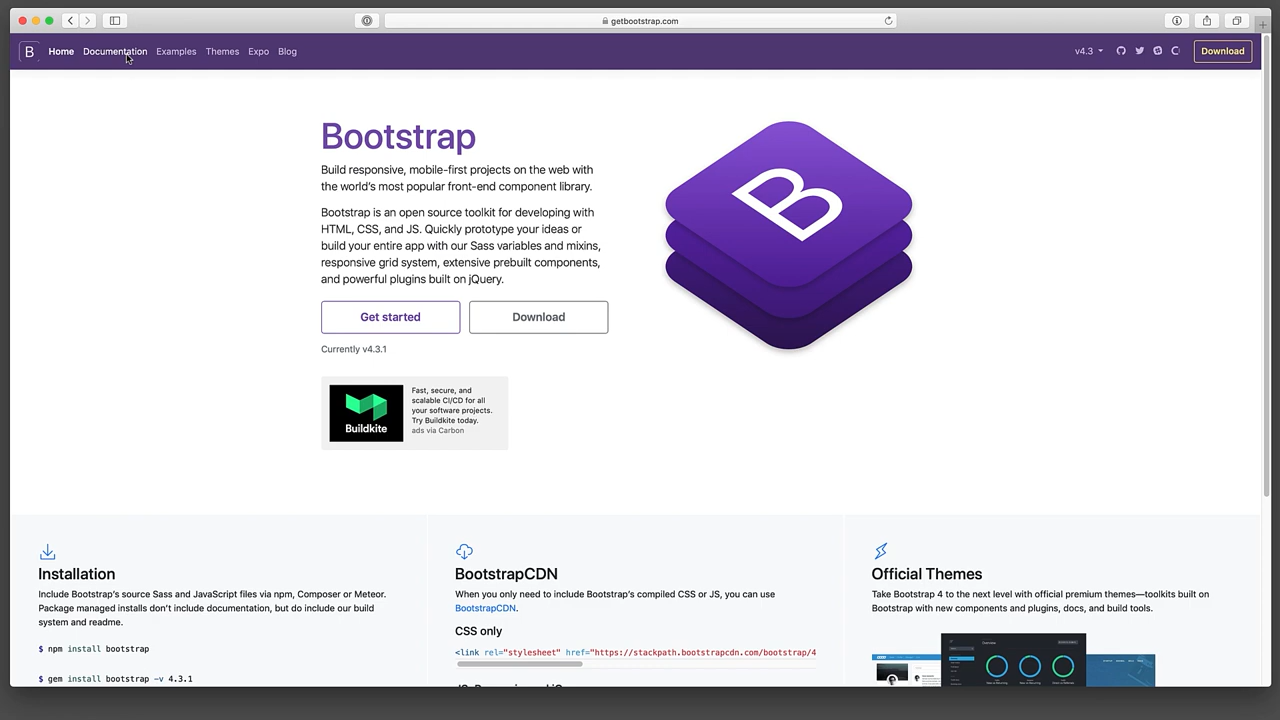 getbootstrap.com
B Home Documentation Examples Themes Expo Blog v4.3 Download
Bootstrap
Build responsive, mobile-first projects on the web with
the world's most popular front-end component library.
Bootstrap is an open source toolkit for developing with
HTML, CSS, and JS. Quickly prototype your ideas or
build your entire app with our Sass variables and mixins,
responsive grid system, extensive prebuilt components,
and powerful plugins built on jQuery.
Get started Download
Currently v4.3.1
B
Buildkite
Fast, secure, and
scalable CI/CD for all
your software projects.
Try Buildkite today.
ads via Carbon
Installation
Include Bootstrap's source Sass and JavaScript files via npm, Composer or Meteor.
Package managed installs don't include documentation, but do include our build
system and readme.
$ npm install bootstrap
$ gem install bootstrap -v 4.3.1
BootstrapCDN
When you only need to include Bootstrap's compiled CSS or JS, you can use
BootstrapCDN.
CSS only
<link rel="stylesheet" href="https://stackpath.bootstrapcdn.com/bootstrap/4
Official Themes
Take Bootstrap 4 to the next level with official premium themes—toolkits built on
Bootstrap with new components and plugins, docs, and build tools.